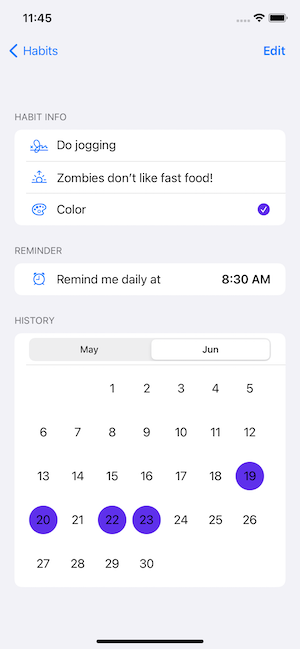 11:45
Habits Edit
HABIT INFO
Do jogging
Zombies don't like fast food!
Color
REMINDER
Remind me daily at 8:30 AM
HISTORY
May Jun
1 2 3 4 5
6 7 8 9 10 11 12
13 14 15 16 17 18 19
20 21 22 23 24 25 26
27 28 29 30